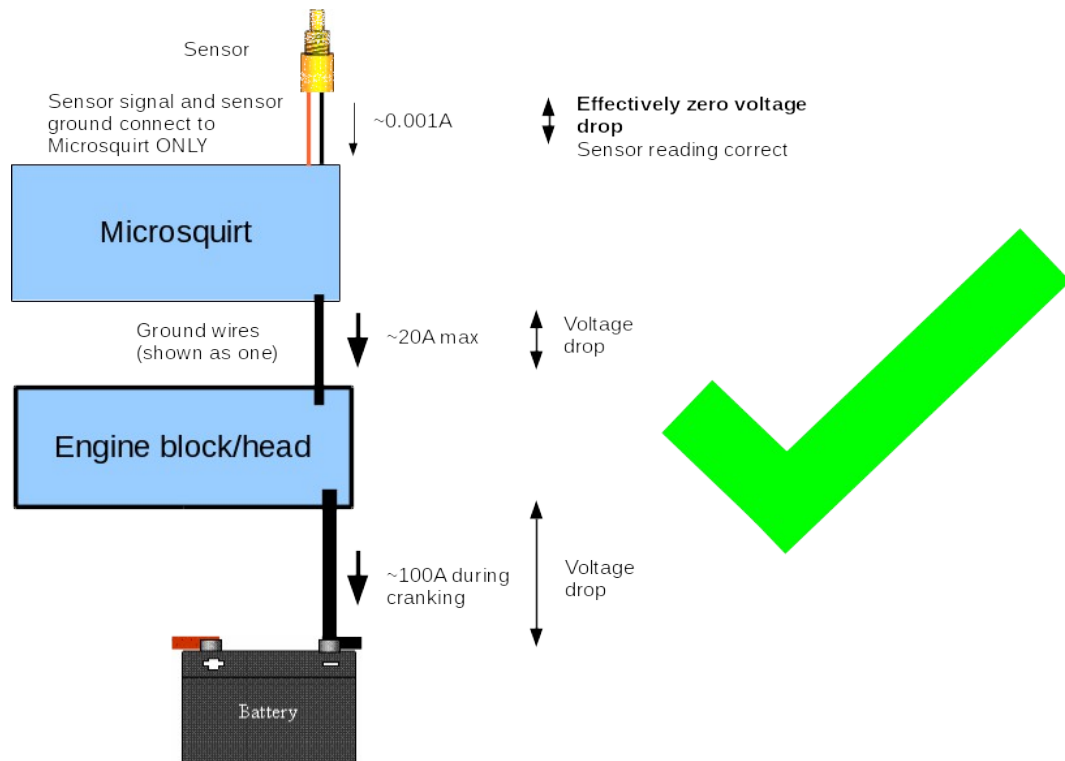 Sensor
Sensor signal and sensor
ground connect to
Microsquirt ONLY
~0.001A
Effectively zero voltage
drop
Sensor reading correct
Microsquirt
Ground wires
(shown as one)
~20A max
Voltage
drop
Engine block/head
~100A during
cranking
Voltage
drop
Battery